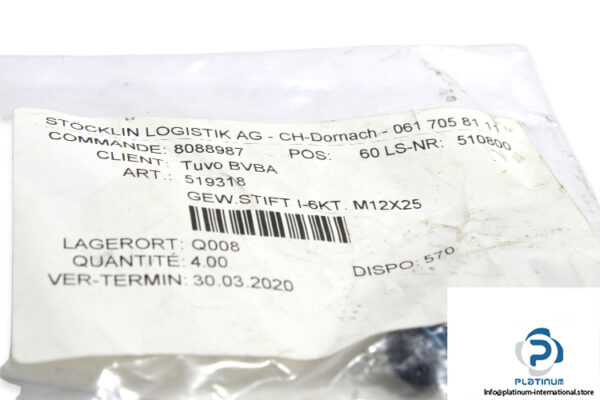 STÖCKLIN LOGISTIK AG - CH-Dornach - 061 705 81 11
COMMANDE: 8088987 POS: 60 LS-NR: 510800
CLIENT: Tuvo BVBA
ART.: 519318
GEW.STIFT I-6KT. M12X25
LAGERORT: Q008
QUANTITÉ: 4.00 DISPO: 570
VER-TERMIN: 30.03.2020
PLATINUM
info@platinum-international.store